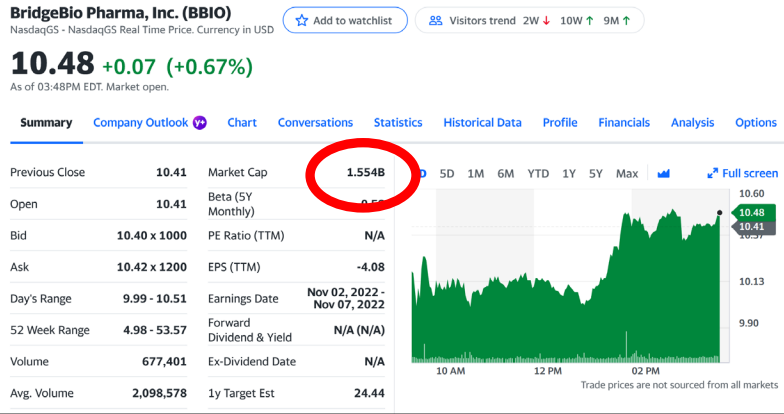 BridgeBio Pharma, Inc. (BBIO)
NasdaqGS - NasdaqGS Real Time Price. Currency in USD
Add to watchlist
Visitors trend 2W ↓ 10W ↑ 9M ↑
10.48 +0.07 (+0.67%)
As of 03:48PM EDT. Market open.
Summary Company Outlook Y+ Chart Conversations Statistics Historical Data Profile Financials Analysis Options
Previous Close 10.41
Open 10.41
Bid 10.40 x 1000
Ask 10.42 x 1200
Day's Range 9.99 - 10.51
52 Week Range 4.98 - 53.57
Volume 677,401
Avg. Volume 2,098,578
Market Cap 1.554B
Beta (5Y
Monthly)
PE Ratio (TTM) N/A
EPS (TTM) -4.08
Earnings Date Nov 02, 2022 -
Nov 07, 2022
Forward
Dividend & Yield N/A (N/A)
Ex-Dividend Date N/A
1y Target Est 24.44
5D 1M 6M YTD 1Y 5Y Max Full screen
10.60
10.48
10.41
10.13
9.90
10 AM 12 PM 02 PM
Trade prices are not sourced from all markets